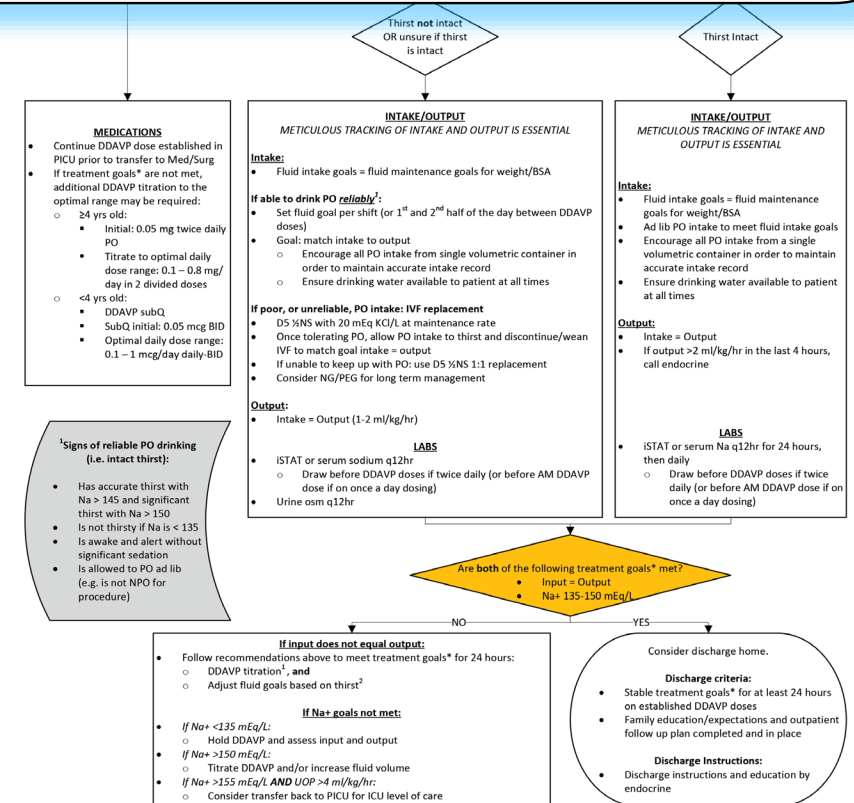 Thirst not intact
OR unsure if thirst
is intact
Thirst Intact
MEDICATIONS
• Continue DDAVP dose established in
PICU prior to transfer to Med/Surg
• If treatment goals* are not met,
additional DDAVP titration to the
optimal range may be required:
o ≥4 yrs old:
▪ Initial: 0.05 mg twice daily
PO
▪ Titrate to optimal daily
dose range: 0.1 – 0.8 mg/
day in 2 divided doses
o <4 yrs old:
▪ DDAVP subQ
▪ SubQ initial: 0.05 mcg BID
▪ Optimal daily dose range:
0.1 – 1 mcg/day daily-BID
INTAKE/OUTPUT
METICULOUS TRACKING OF INTAKE AND OUTPUT IS ESSENTIAL
Intake:
• Fluid intake goals = fluid maintenance goals for weight/BSA
If able to drink PO reliably¹:
• Set fluid goal per shift (or 1st and 2nd half of the day between DDAVP
doses)
• Goal: match intake to output
o Encourage all PO intake from single volumetric container in
order to maintain accurate intake record
o Ensure drinking water available to patient at all times
If poor, or unreliable, PO intake: IVF replacement
• D5 ½NS with 20 mEq KCl/L at maintenance rate
• Once tolerating PO, allow PO intake to thirst and discontinue/wean
IVF to match goal intake = output
• If unable to keep up with PO: use D5 ½NS 1:1 replacement
• Consider NG/PEG for long term management
Output:
• Intake = Output (1-2 ml/kg/hr)
LABS
• iSTAT or serum sodium q12hr
o Draw before DDAVP doses if twice daily (or before AM DDAVP
dose if on once a day dosing)
• Urine osm q12hr
INTAKE/OUTPUT
METICULOUS TRACKING OF INTAKE AND
OUTPUT IS ESSENTIAL
Intake:
• Fluid intake goals = fluid maintenance
goals for weight/BSA
• Ad lib PO intake to meet fluid intake goals
• Encourage all PO intake from a single
volumetric container in order to maintain
accurate intake record
• Ensure drinking water available to patient
at all times
Output:
• Intake = Output
• If output >2 ml/kg/hr in the last 4 hours,
call endocrine
LABS
• iSTAT or serum Na q12hr for 24 hours,
then daily
o Draw before DDAVP doses if twice
daily (or before AM DDAVP dose if on
once a day dosing)
¹Signs of reliable PO drinking
(i.e. intact thirst):
• Has accurate thirst with
Na > 145 and significant
thirst with Na > 150
• Is not thirsty if Na is < 135
• Is awake and alert without
significant sedation
• Is allowed to PO ad lib
(e.g. is not NPO for
procedure)
Are both of the following treatment goals* met?
• Input = Output
• Na+ 135-150 mEq/L
NO
YES
If input does not equal output:
• Follow recommendations above to meet treatment goals* for 24 hours:
o DDAVP titration¹, and
o Adjust fluid goals based on thirst²
If Na+ goals not met:
• If Na+ <135 mEq/L:
o Hold DDAVP and assess input and output
• If Na+ >150 mEq/L:
o Titrate DDAVP and/or increase fluid volume
• If Na+ >155 mEq/L AND UOP >4 ml/kg/hr:
o Consider transfer back to PICU for ICU level of care
Consider discharge home.
Discharge criteria:
• Stable treatment goals* for at least 24 hours
on established DDAVP doses
• Family education/expectations and outpatient
follow up plan completed and in place
Discharge Instructions:
• Discharge instructions and education by
endocrine